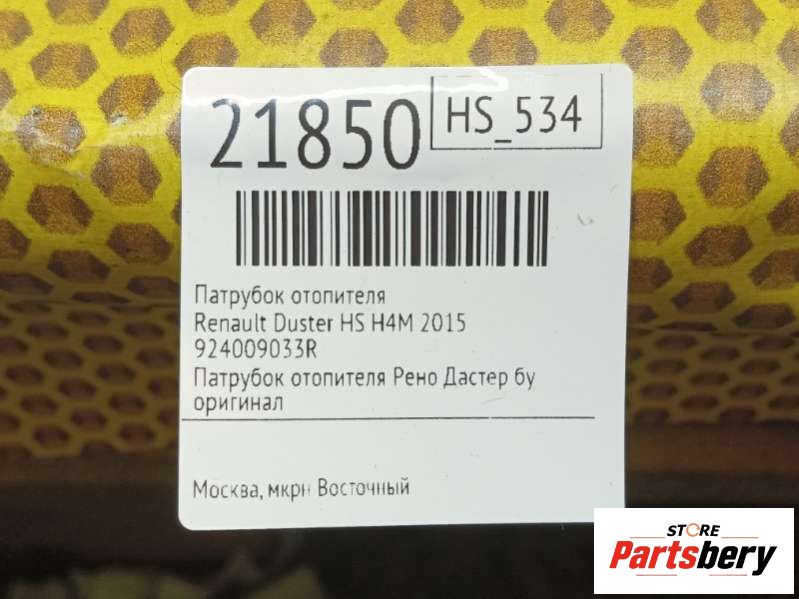 21850
HS_534
Патрубок отопителя
Renault Duster HS H4M 2015
924009033R
Патрубок отопителя Рено Дастер бу
оригинал
Москва, мкрн Восточный
STORE
Partsbery